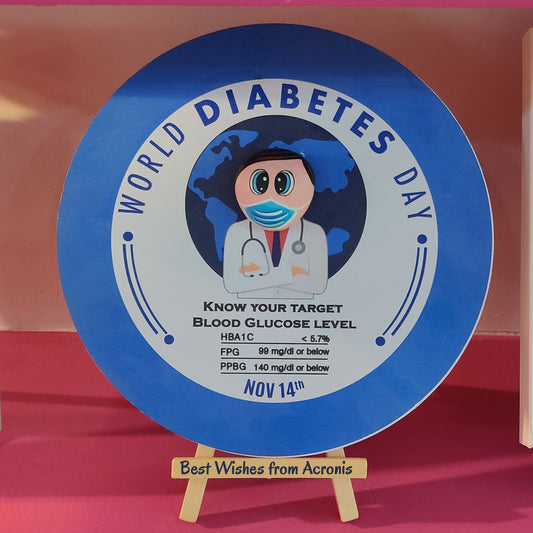 WORLD DIABETES DAY
KNOW YOUR TARGET
BLOOD GLUCOSE LEVEL
HBA1C < 5.7%
FPG 99 mg/dl or below
PPBG 140 mg/dl or below
NOV 14th
Best Wishes from Acronis